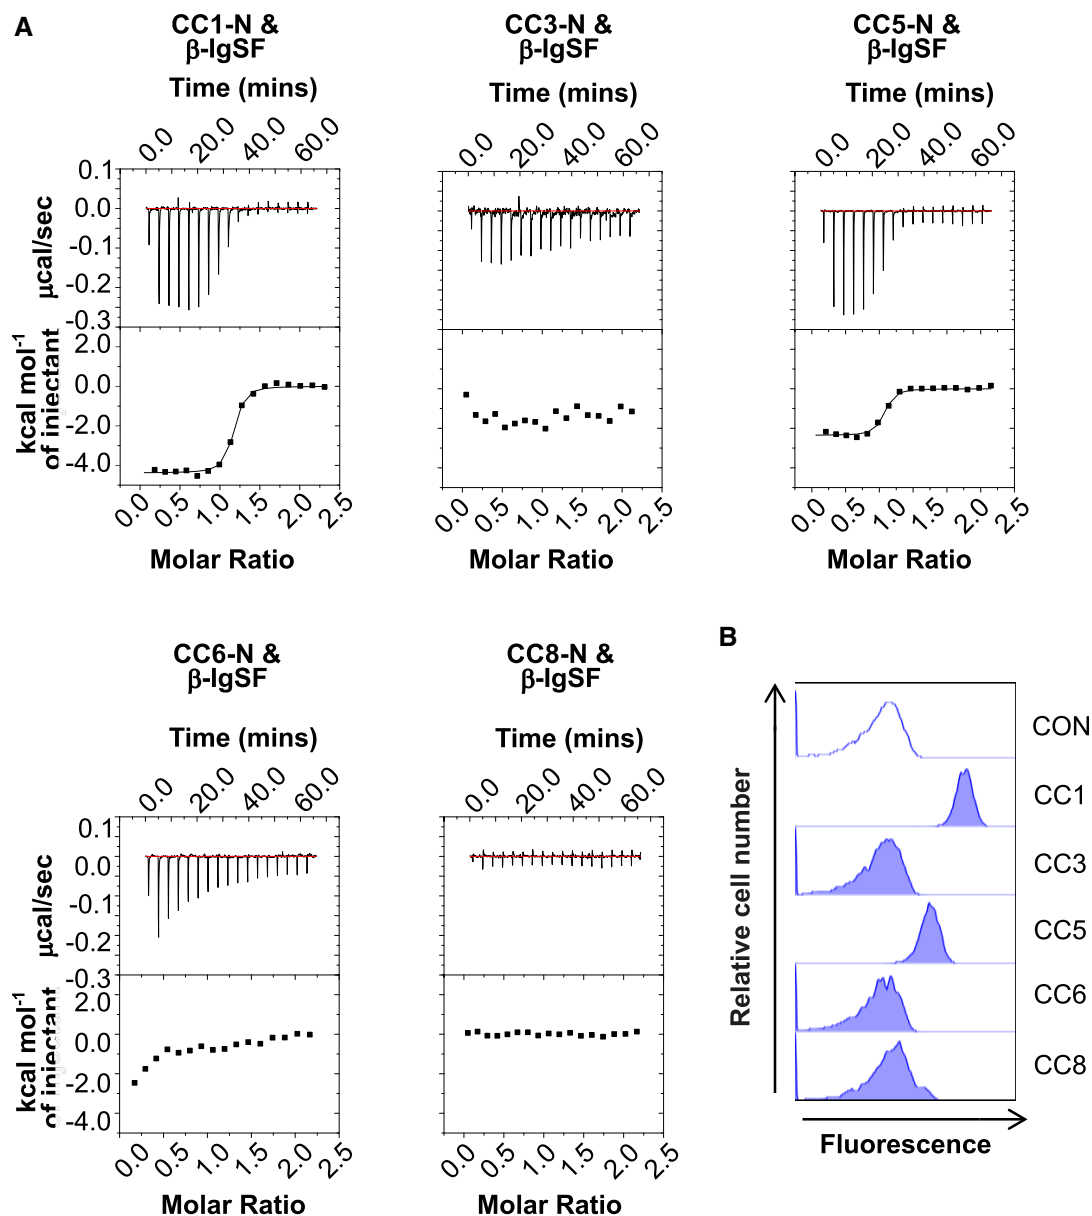 A
CC1-N &
β-IgSF
Time (mins)
0.0 20.0 40.0 60.0
0.1
0.0
-0.1
-0.2
-0.3
μcal/sec
2.0
0.0
-2.0
-4.0
kcal mol-1
of injectant
0.0 0.5 1.0 1.5 2.0 2.5
Molar Ratio
CC3-N &
β-IgSF
Time (mins)
0.0 20.0 40.0 60.0
0.0 0.5 1.0 1.5 2.0 2.5
Molar Ratio
CC5-N &
β-IgSF
Time (mins)
0.0 20.0 40.0 60.0
0.0 0.5 1.0 1.5 2.0 2.5
Molar Ratio
CC6-N &
β-IgSF
Time (mins)
0.0 20.0 40.0 60.0
0.1
0.0
-0.1
-0.2
-0.3
μcal/sec
2.0
0.0
-2.0
-4.0
kcal mol-1
of injectant
0.0 0.5 1.0 1.5 2.0 2.5
Molar Ratio
CC8-N &
β-IgSF
Time (mins)
0.0 20.0 40.0 60.0
0.0 0.5 1.0 1.5 2.0 2.5
Molar Ratio
B
Relative cell number
CON
CC1
CC3
CC5
CC6
CC8
Fluorescence